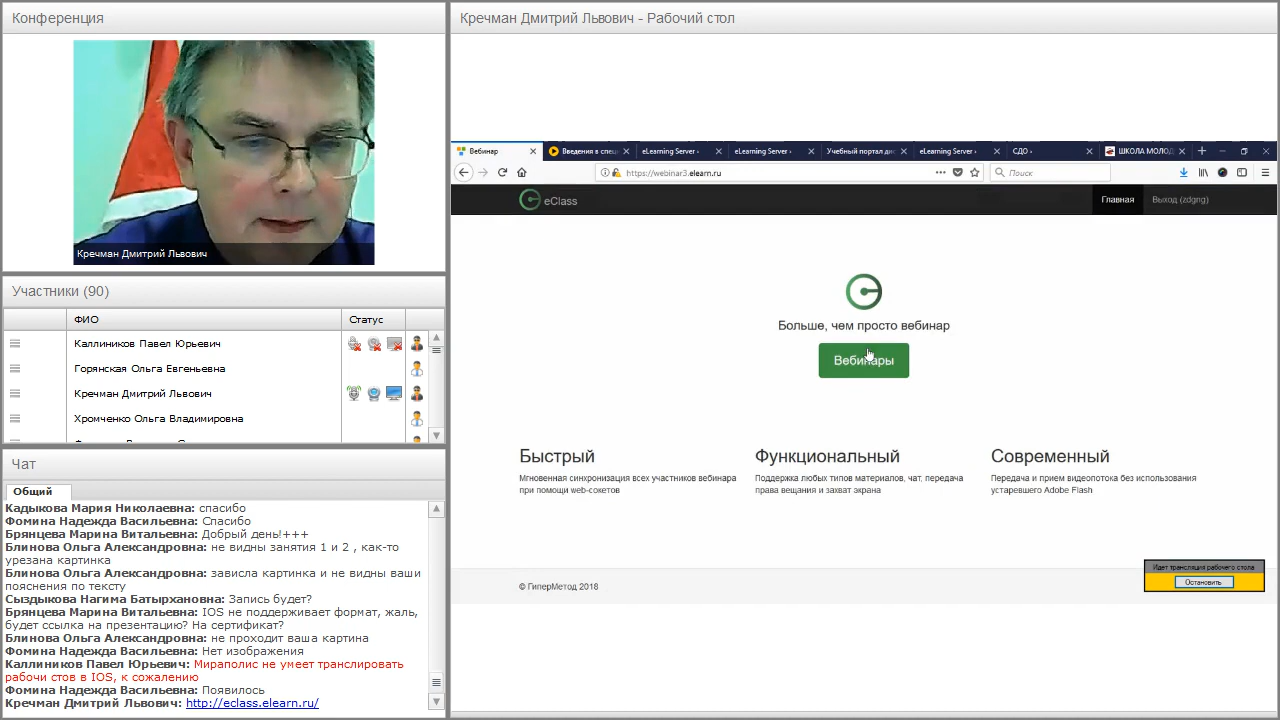 Конференция
Кречман Дмитрий Львович
Участники (90)
ФИО
Статус
Каллиников Павел Юрьевич
Горянская Ольга Евгеньевна
Кречман Дмитрий Львович
Хромченко Ольга Владимировна
Чат
Общий
Кадыкова Мария Николаевна: спасибо
Фомина Надежда Васильевна: Спасибо
Брянцева Марина Витальевна: Добрый день!+++
Блинова Ольга Александровна: не видны занятия 1 и 2 , как-то
урезана картинка
Блинова Ольга Александровна: зависла картинка и не видны ваши
пояснения по тексту
Сыздыкова Нагима Батырхановна: Запись будет?
Брянцева Марина Витальевна: IOS не поддерживает формат, жаль,
будет ссылка на презентацию? На сертификат?
Блинова Ольга Александровна: не проходит ваша картина
Фомина Надежда Васильевна: Нет изображения
Каллиников Павел Юрьевич: Мираполис не умеет транслировать
рабочи стов в IOS, к сожалению
Фомина Надежда Васильевна: Появилось
Кречман Дмитрий Львович: http://eclass.elearn.ru/
Кречман Дмитрий Львович - Рабочий стол
Вебинар
Введения в спец
eLearning Server ‹
eLearning Server ‹
Учебный портал дис
eLearning Server ‹
СДО ‹
ШКОЛА МОЛОД
https://webinar3.elearn.ru
Поиск
eClass
Главная
Выход (zdgng)
Больше, чем просто вебинар
Вебинары
Быстрый
Мгновенная синхронизация всех участников вебинара
при помощи web-сокетов
Функциональный
Поддержка любых типов материалов, чат, передача
права вещания и захват экрана
Современный
Передача и прием видеопотока без использования
устаревшего Adobe Flash
© ГиперМетод 2018
Идет трансляция рабочего стола
Остановить